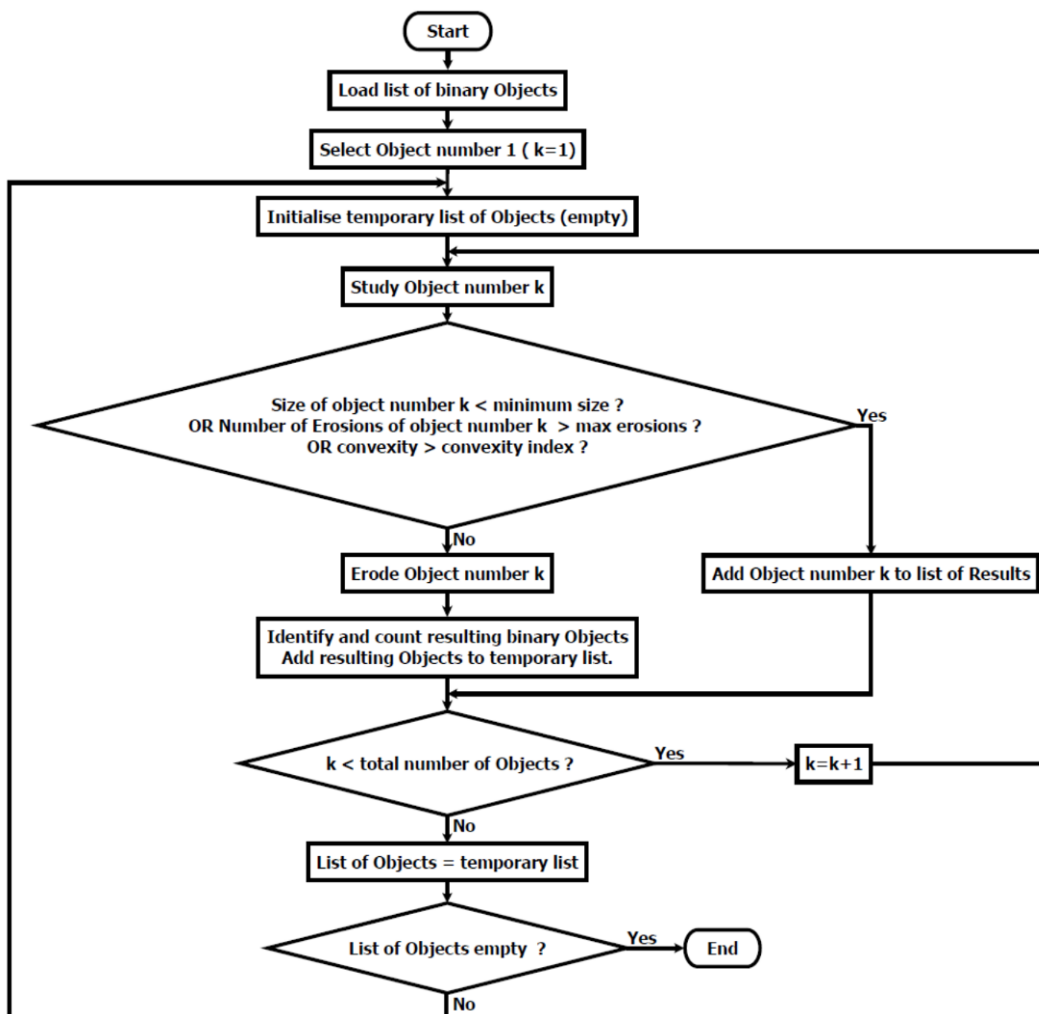 Start
Load list of binary Objects
Select Object number 1 ( k=1)
Initialise temporary list of Objects (empty)
Study Object number k
Size of object number k < minimum size ?
OR Number of Erosions of object number k  > max erosions ?
OR convexity > convexity index ?
Yes
No
Erode Object number k
Add Object number k to list of Results
Identify and count resulting binary Objects
Add resulting Objects to temporary list.
k < total number of Objects ?
Yes
k=k+1
No
List of Objects = temporary list
List of Objects empty  ?
Yes
End
No